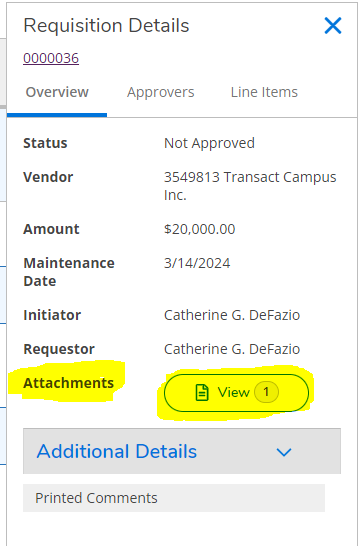 Requisition Details
0000036
Overview Approvers Line Items
Status Not Approved
Vendor 3549813 Transact Campus
Inc.
Amount $20,000.00
Maintenance 3/14/2024
Date
Initiator Catherine G. DeFazio
Requestor Catherine G. DeFazio
Attachments View 1
Additional Details
Printed Comments